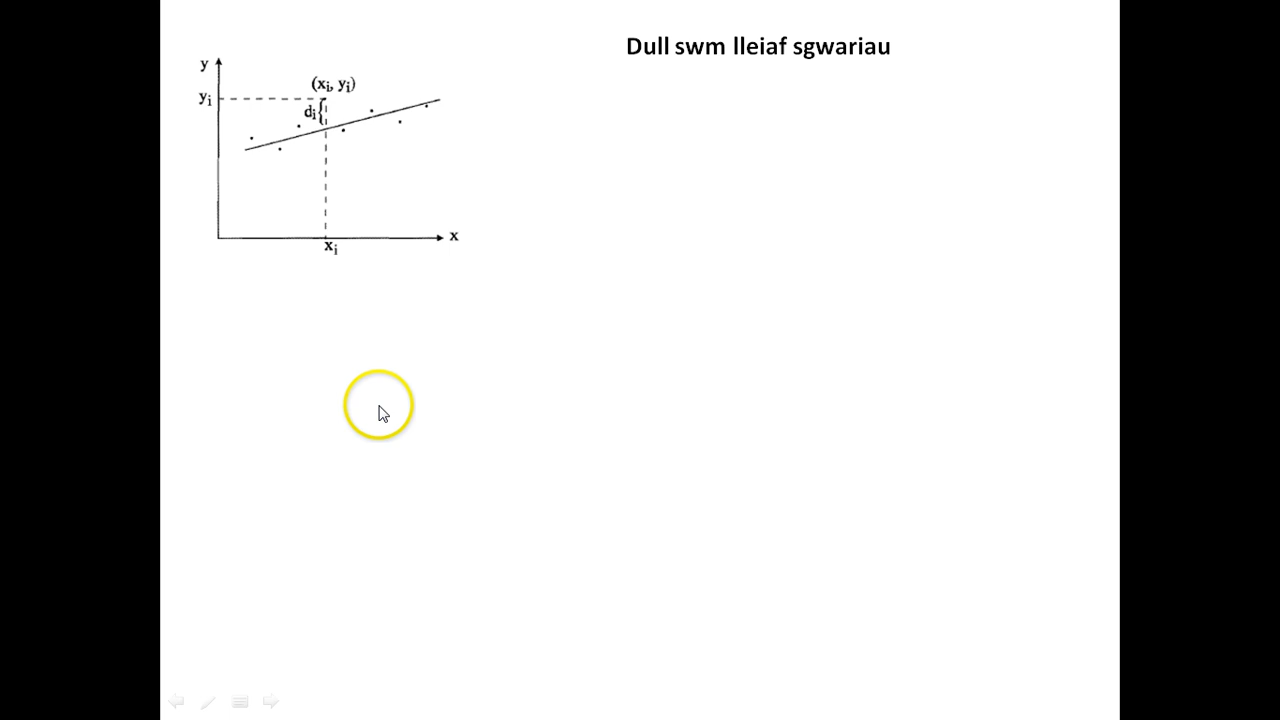 Dull swm lleiaf sgwariau
y
(xi, yi)
yi
di
x
xi